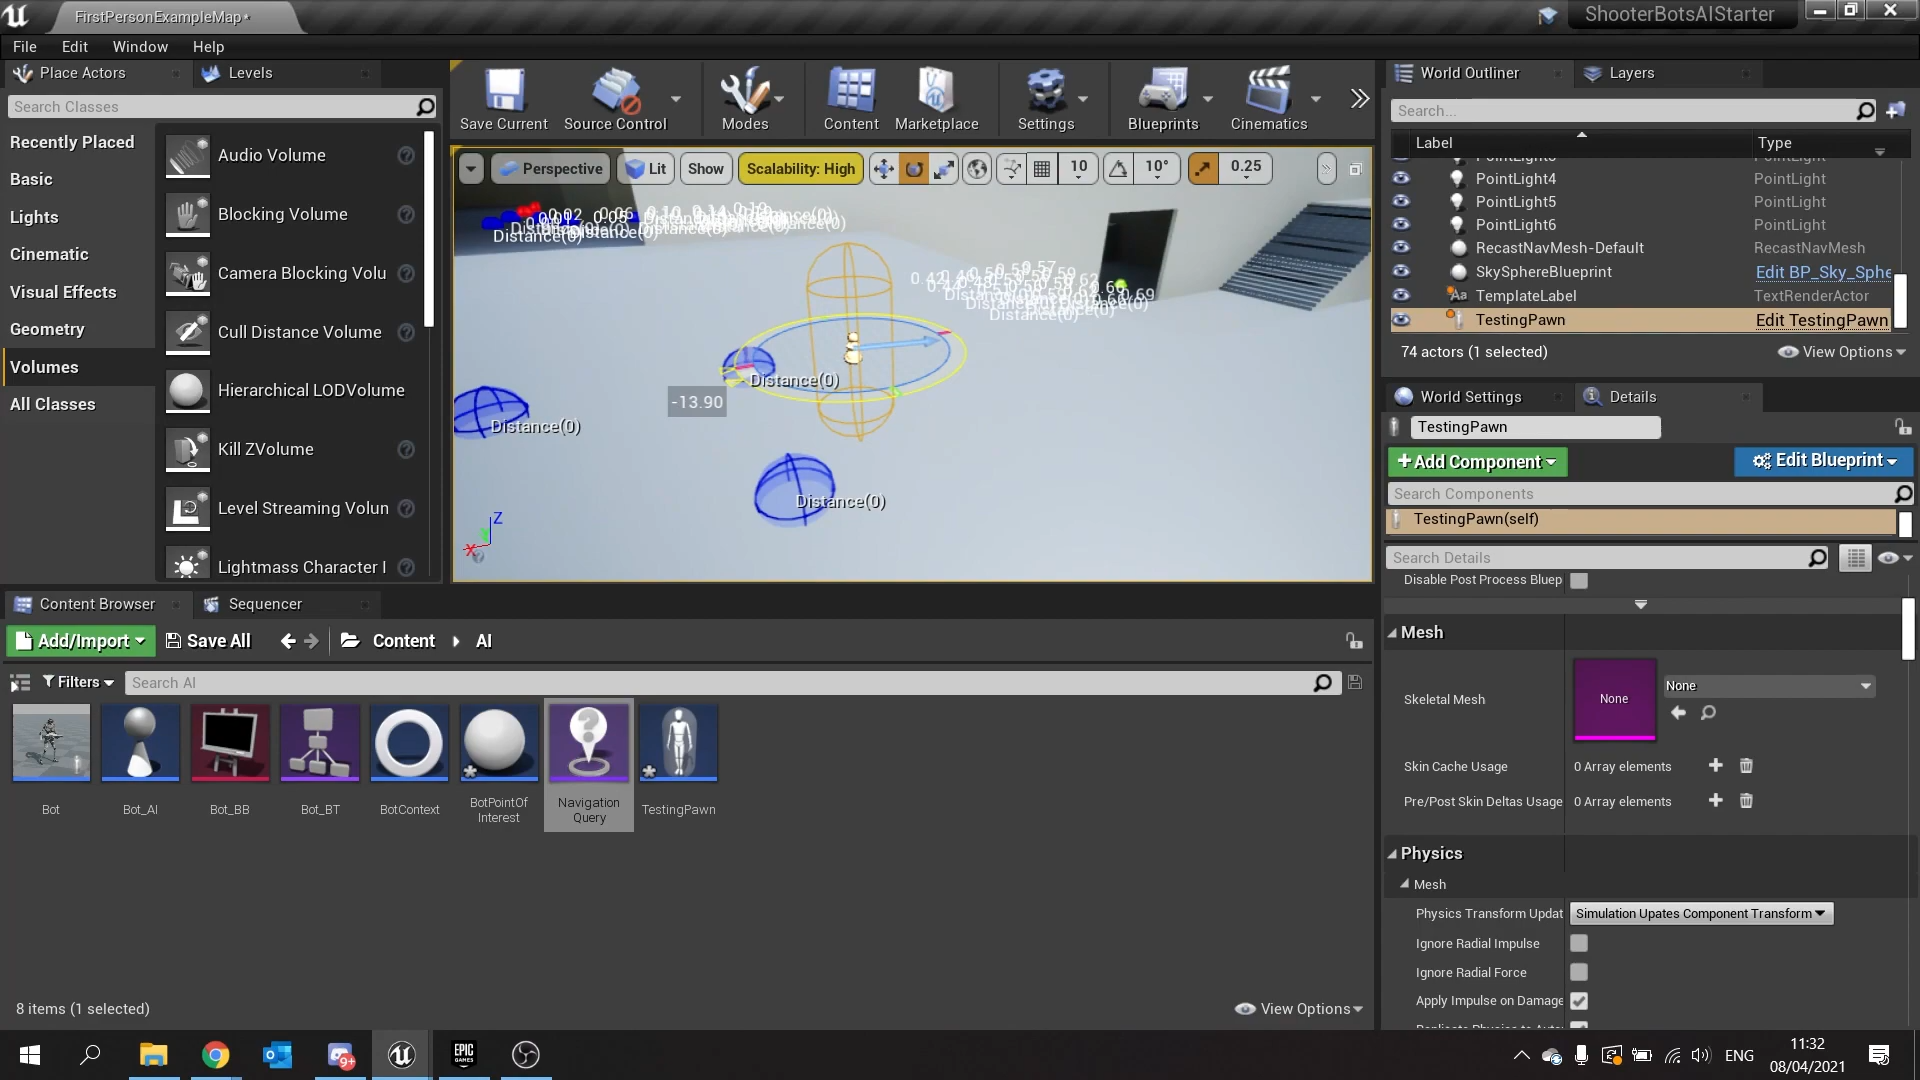 FirstPersonExampleMap*
ShooterBotsAIStarter
File Edit Window Help
Place Actors
Levels
Search Classes
Recently Placed
Basic
Lights
Cinematic
Visual Effects
Geometry
Volumes
All Classes
Audio Volume
Blocking Volume
Camera Blocking Volu
Cull Distance Volume
Hierarchical LODVolume
Kill ZVolume
Level Streaming Volun
Lightmass Character I
Save Current
Source Control
Modes
Content
Marketplace
Settings
Blueprints
Cinematics
Perspective
Lit
Show
Scalability: High
10
10°
0.25
Distance(0)
Distance(0)
-13.90
Distance(0)
Distance(0)
Distance(0)
Z
X
World Outliner
Layers
Search...
Label
Type
PointLight4 PointLight
PointLight5 PointLight
PointLight6 PointLight
RecastNavMesh-Default RecastNavMesh
SkySphereBlueprint Edit BP_Sky_Sphe
TemplateLabel TextRenderActor
TestingPawn Edit TestingPawn
74 actors (1 selected)
View Options
World Settings
Details
TestingPawn
+Add Component
Edit Blueprint
Search Components
TestingPawn(self)
Search Details
Disable Post Process Bluep
Mesh
Skeletal Mesh
None
None
Skin Cache Usage
0 Array elements
Pre/Post Skin Deltas Usage
0 Array elements
Physics
Mesh
Physics Transform Updat
Simulation Upates Component Transform
Ignore Radial Impulse
Ignore Radial Force
Apply Impulse on Damage
Content Browser
Sequencer
Add/Import
Save All
Content
AI
Filters
Search AI
Bot
Bot_AI
Bot_BB
Bot_BT
BotContext
BotPointOf
Interest
Navigation
Query
TestingPawn
8 items (1 selected)
View Options
9+
EPIC
GAMES
ENG
11:32
08/04/2021